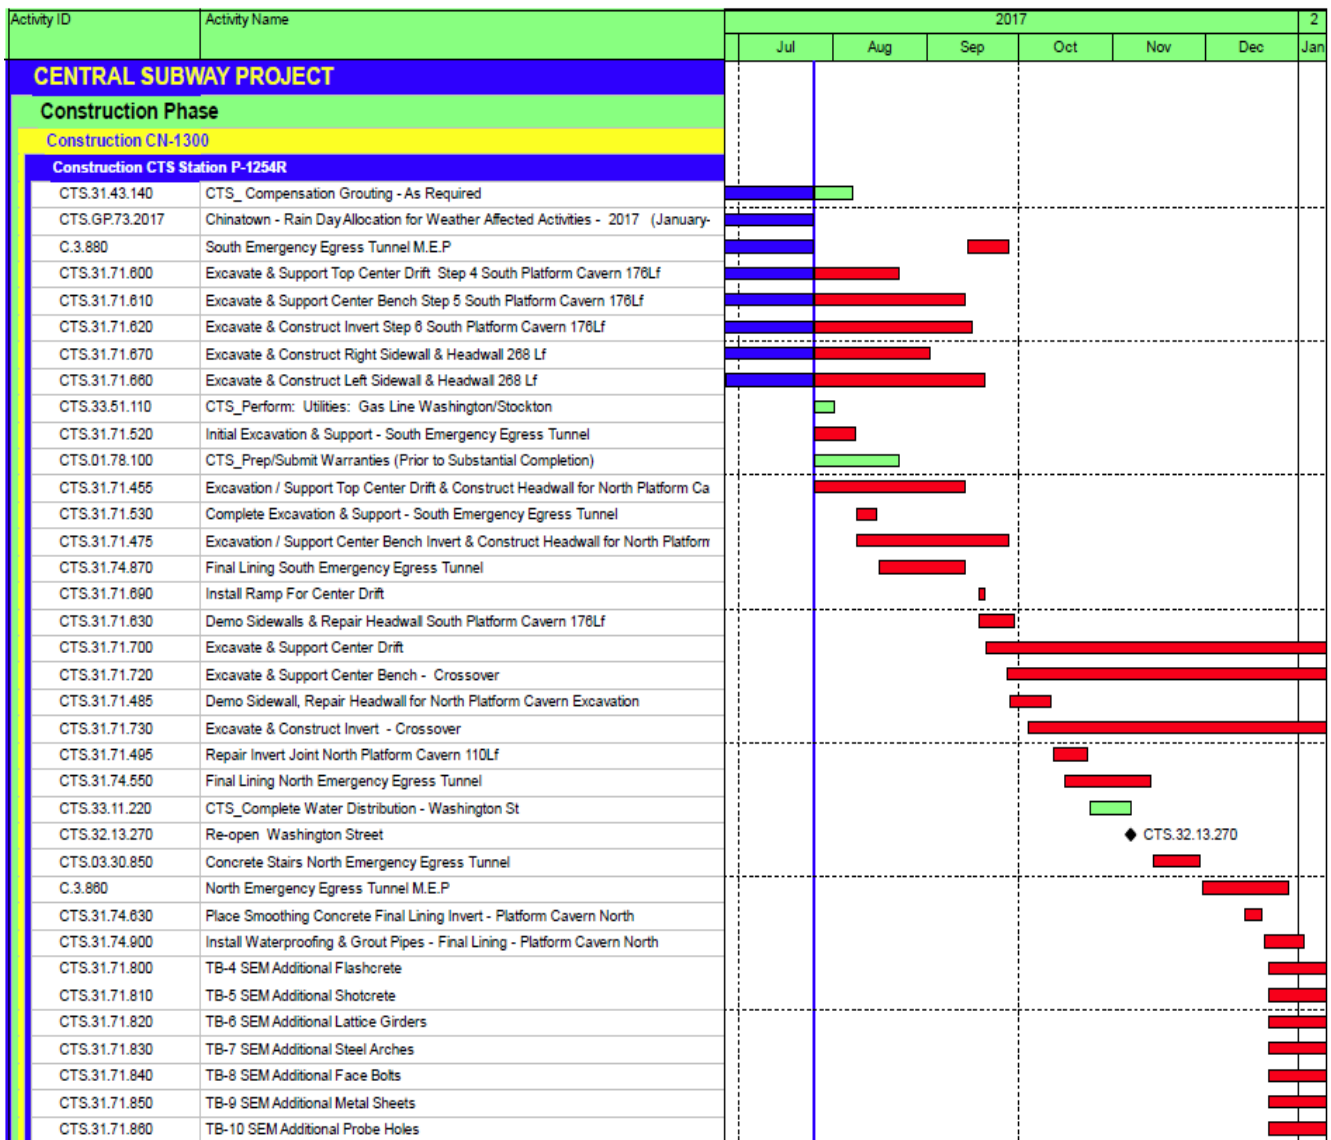 Activity ID Activity Name 2017 2
Jul Aug Sep Oct Nov Dec Jan
CENTRAL SUBWAY PROJECT
Construction Phase
Construction CN-1300
Construction CTS Station P-1254R
CTS.31.43.140 CTS_ Compensation Grouting - As Required
CTS.GP.73.2017 Chinatown - Rain Day Allocation for Weather Affected Activities - 2017 (January-
C.3.880 South Emergency Egress Tunnel M.E.P
CTS.31.71.600 Excavate & Support Top Center Drift Step 4 South Platform Cavern 176Lf
CTS.31.71.610 Excavate & Support Center Bench Step 5 South Platform Cavern 176Lf
CTS.31.71.620 Excavate & Construct Invert Step 6 South Platform Cavern 176Lf
CTS.31.71.670 Excavate & Construct Right Sidewall & Headwall 268 Lf
CTS.31.71.660 Excavate & Construct Left Sidewall & Headwall 268 Lf
CTS.33.51.110 CTS_Perform: Utilities: Gas Line Washington/Stockton
CTS.31.71.520 Initial Excavation & Support - South Emergency Egress Tunnel
CTS.01.78.100 CTS_Prep/Submit Warranties (Prior to Substantial Completion)
CTS.31.71.455 Excavation / Support Top Center Drift & Construct Headwall for North Platform Ca
CTS.31.71.530 Complete Excavation & Support - South Emergency Egress Tunnel
CTS.31.71.475 Excavation / Support Center Bench Invert & Construct Headwall for North Platform
CTS.31.74.870 Final Lining South Emergency Egress Tunnel
CTS.31.71.690 Install Ramp For Center Drift
CTS.31.71.630 Demo Sidewalls & Repair Headwall South Platform Cavern 176Lf
CTS.31.71.700 Excavate & Support Center Drift
CTS.31.71.720 Excavate & Support Center Bench - Crossover
CTS.31.71.485 Demo Sidewall, Repair Headwall for North Platform Cavern Excavation
CTS.31.71.730 Excavate & Construct Invert - Crossover
CTS.31.71.495 Repair Invert Joint North Platform Cavern 110Lf
CTS.31.74.550 Final Lining North Emergency Egress Tunnel
CTS.33.11.220 CTS_Complete Water Distribution - Washington St
CTS.32.13.270 Re-open Washington Street CTS.32.13.270
CTS.03.30.850 Concrete Stairs North Emergency Egress Tunnel
C.3.860 North Emergency Egress Tunnel M.E.P
CTS.31.74.630 Place Smoothing Concrete Final Lining Invert - Platform Cavern North
CTS.31.74.900 Install Waterproofing & Grout Pipes - Final Lining - Platform Cavern North
CTS.31.71.800 TB-4 SEM Additional Flashcrete
CTS.31.71.810 TB-5 SEM Additional Shotcrete
CTS.31.71.820 TB-6 SEM Additional Lattice Girders
CTS.31.71.830 TB-7 SEM Additional Steel Arches
CTS.31.71.840 TB-8 SEM Additional Face Bolts
CTS.31.71.850 TB-9 SEM Additional Metal Sheets
CTS.31.71.860 TB-10 SEM Additional Probe Holes